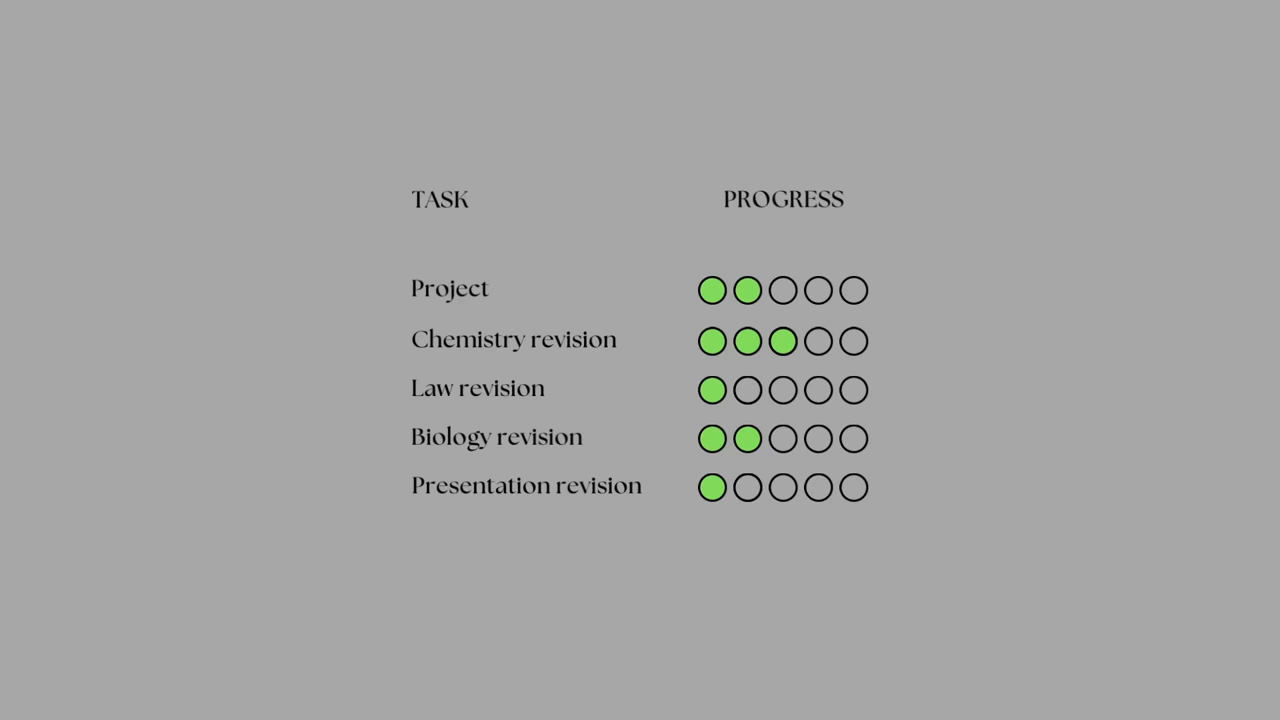 TASK PROGRESS
Project
Chemistry revision
Law revision
Biology revision
Presentation revision